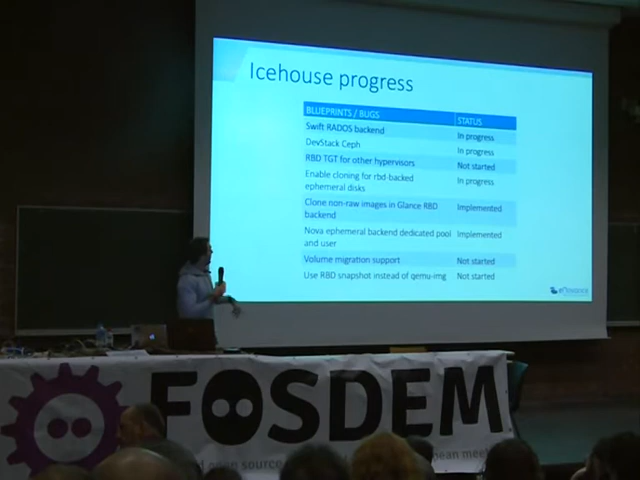 Icehouse progress
BLUEPRINTS / BUGS STATUS
Swift RADOS backend In progress
DevStack Ceph In progress
RBD TGT for other hypervisors Not started
Enable cloning for rbd-backed In progress
ephemeral disks
Clone non-raw images in Glance RBD Implemented
backend
Nova ephemeral backend dedicated pool Implemented
and user
Volume migration support Not started
Use RBD snapshot instead of qemu-img Not started
eNovance
FOSDEM
open source